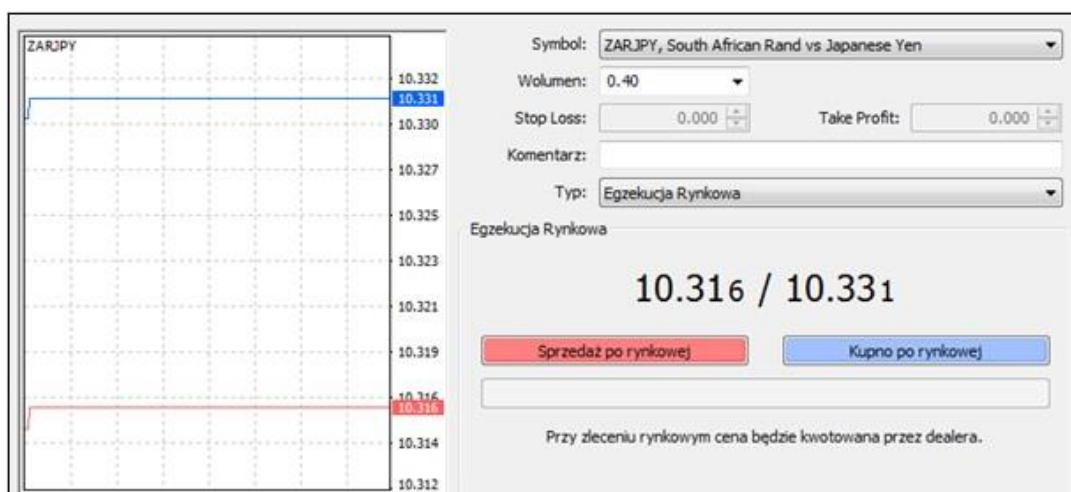 ZARJPY
10.332
10.331
10.330
10.327
10.325
10.323
10.321
10.319
10.316
10.316
10.314
10.312
Symbol: ZARJPY, South African Rand vs Japanese Yen
Wolumen: 0.40
Stop Loss: 0.000 Take Profit: 0.000
Komentarz:
Typ: Egzekucja Rynkowa
Egzekucja Rynkowa
10.316 / 10.331
Sprzedaż po rynkowej Kupno po rynkowej
Przy zleceniu rynkowym cena będzie kwotowana przez dealera.